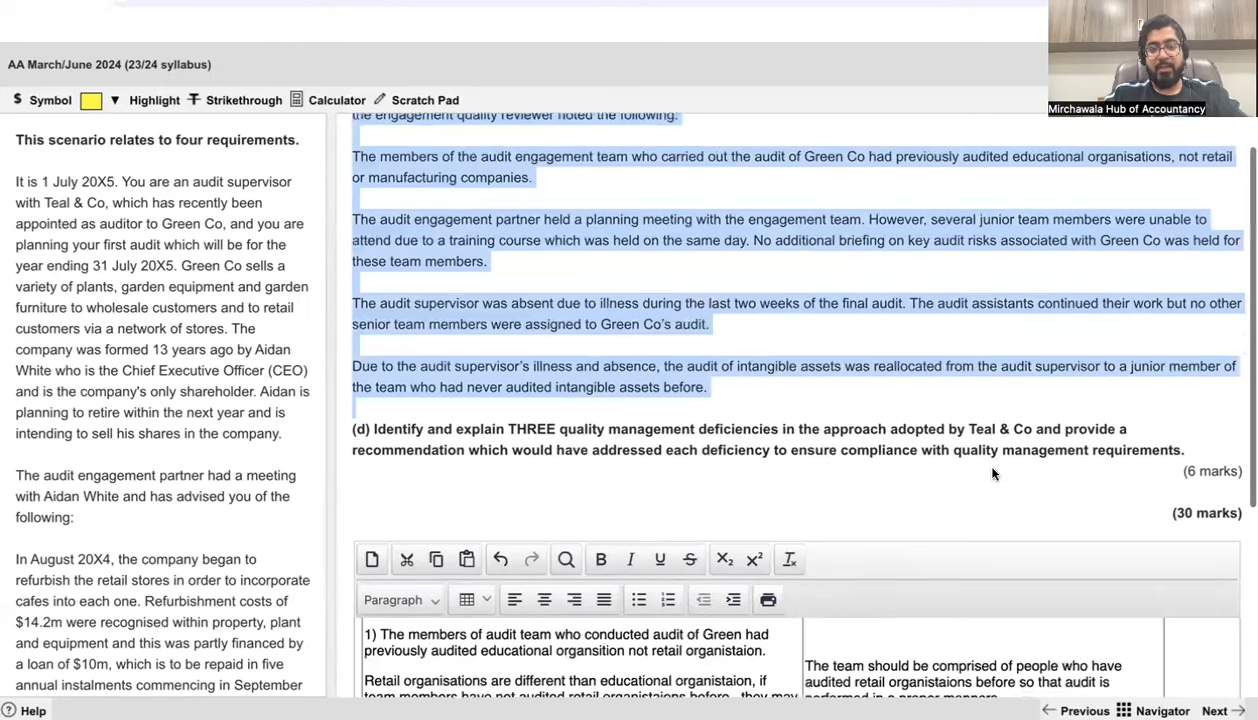 AA March/June 2024 (23/24 syllabus)
Mirchawala Hub of Accountancy
$ Symbol
Highlight
Strikethrough
Calculator
Scratch Pad
This scenario relates to four requirements.
It is 1 July 20X5. You are an audit supervisor
with Teal & Co, which has recently been
appointed as auditor to Green Co, and you are
planning your first audit which will be for the
year ending 31 July 20X5. Green Co sells a
variety of plants, garden equipment and garden
furniture to wholesale customers and to retail
customers via a network of stores. The
company was formed 13 years ago by Aidan
White who is the Chief Executive Officer (CEO)
and is the company's only shareholder. Aidan is
planning to retire within the next year and is
intending to sell his shares in the company.
The audit engagement partner had a meeting
with Aidan White and has advised you of the
following:
In August 20X4, the company began to
refurbish the retail stores in order to incorporate
cafes into each one. Refurbishment costs of
$14.2m were recognised within property, plant
and equipment and this was partly financed by
a loan of $10m, which is to be repaid in five
annual instalments commencing in September
the engagement quality reviewer noted the following:
The members of the audit engagement team who carried out the audit of Green Co had previously audited educational organisations, not retail
or manufacturing companies.
The audit engagement partner held a planning meeting with the engagement team. However, several junior team members were unable to
attend due to a training course which was held on the same day. No additional briefing on key audit risks associated with Green Co was held for
these team members.
The audit supervisor was absent due to illness during the last two weeks of the final audit. The audit assistants continued their work but no other
senior team members were assigned to Green Co's audit.
Due to the audit supervisor's illness and absence, the audit of intangible assets was reallocated from the audit supervisor to a junior member of
the team who had never audited intangible assets before.
(d) Identify and explain THREE quality management deficiencies in the approach adopted by Teal & Co and provide a
recommendation which would have addressed each deficiency to ensure compliance with quality management requirements.
(6 marks)
(30 marks)
B I U S X₂ X² Tx
Paragraph
1) The members of audit team who conducted audit of Green had
previously audited educational organsition not retail organistaion.
Retail organisations are different than educational organistaion, if
team members have not audited retail organistaions before , they may
The team should be comprised of people who have
audited retail organistaions before so that audit is
performed in a proper manner.
? Help
Previous
Navigator
Next